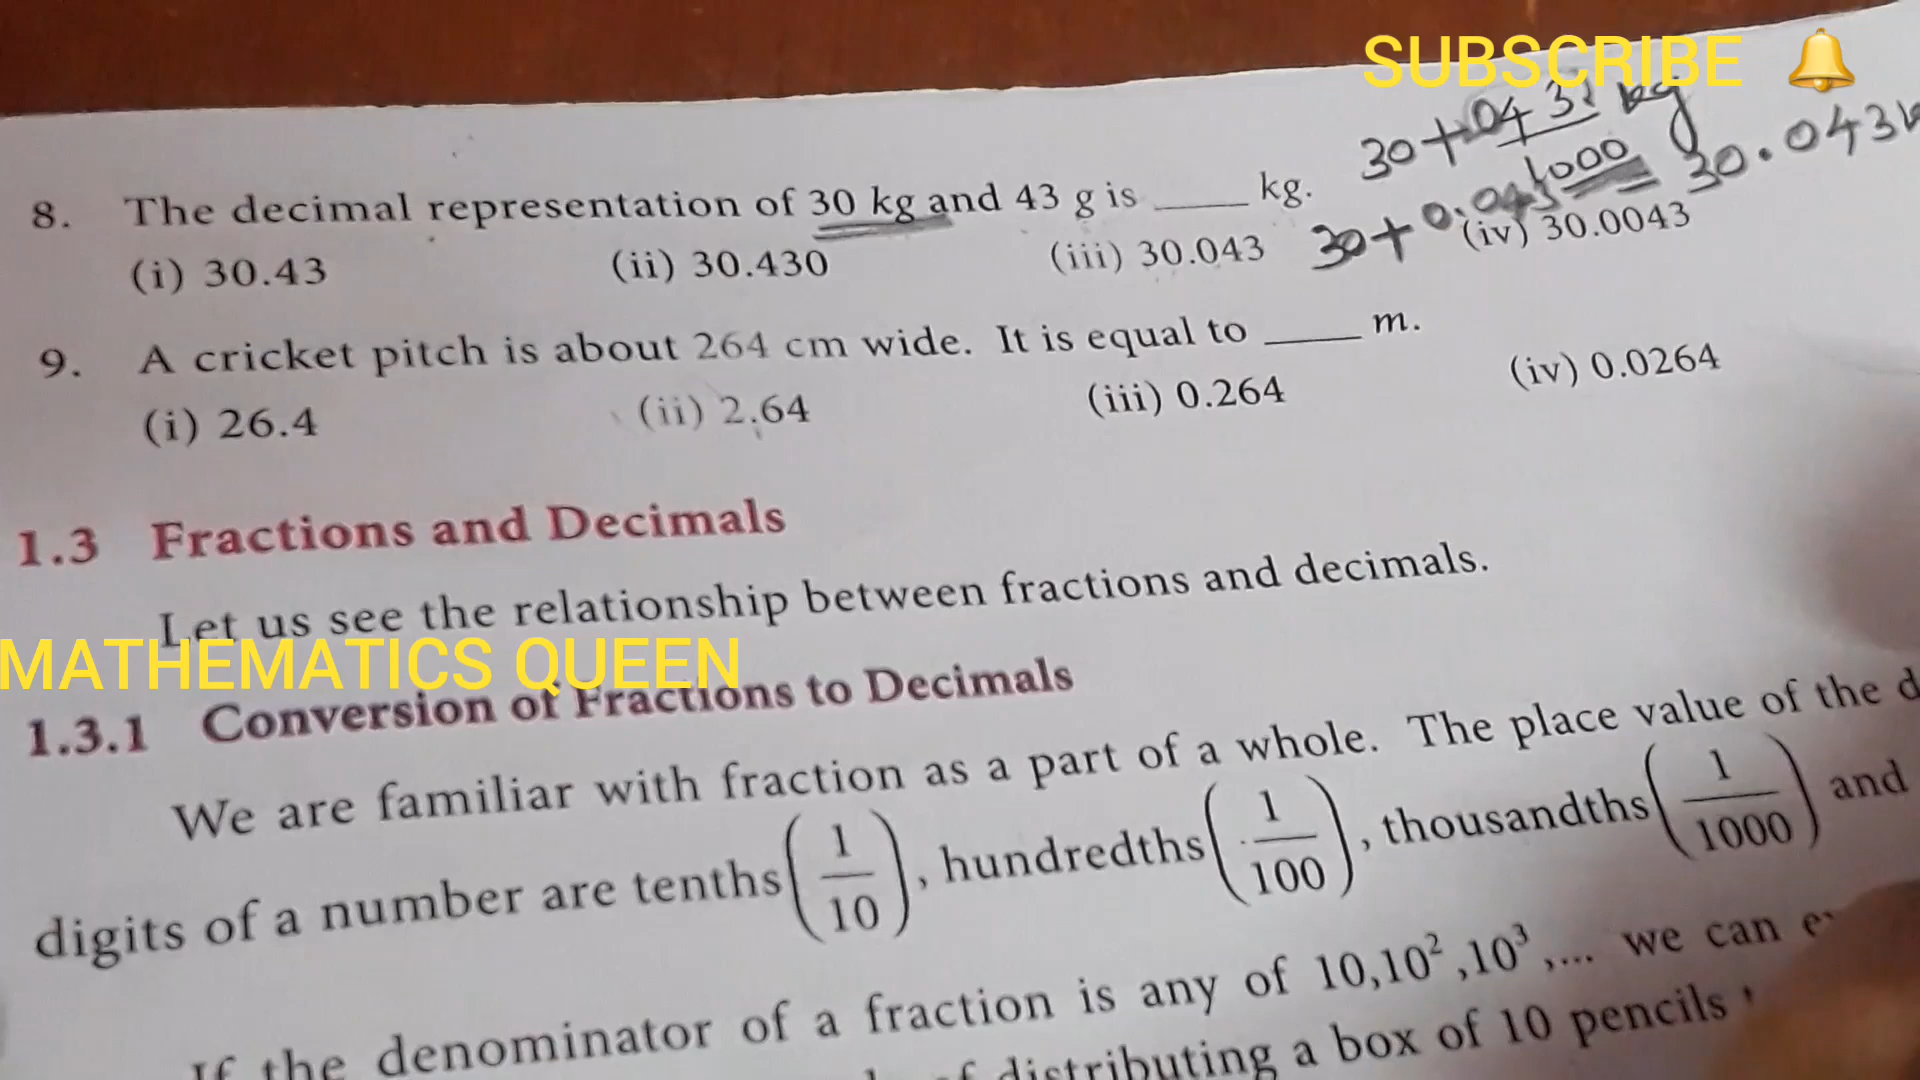 SUBSCRIBE 🔔
8. The decimal representation of 30 kg and 43 g is _____ kg.
30+ kg
1000
= 30.043k
30+0.043
(i) 30.43 (ii) 30.430 (iii) 30.043 (iv) 30.0043
9. A cricket pitch is about 264 cm wide. It is equal to _____ m.
(i) 26.4 (ii) 2.64 (iii) 0.264 (iv) 0.0264
1.3 Fractions and Decimals
Let us see the relationship between fractions and decimals.
MATHEMATICS QUEEN
1.3.1 Conversion of Fractions to Decimals
We are familiar with fraction as a part of a whole. The place value of the d
digits of a number are tenths(1/10), hundredths(1/100), thousandths(1/1000) and
If the denominator of a fraction is any of 10,10²,10³,... we can e
of distributing a box of 10 pencils